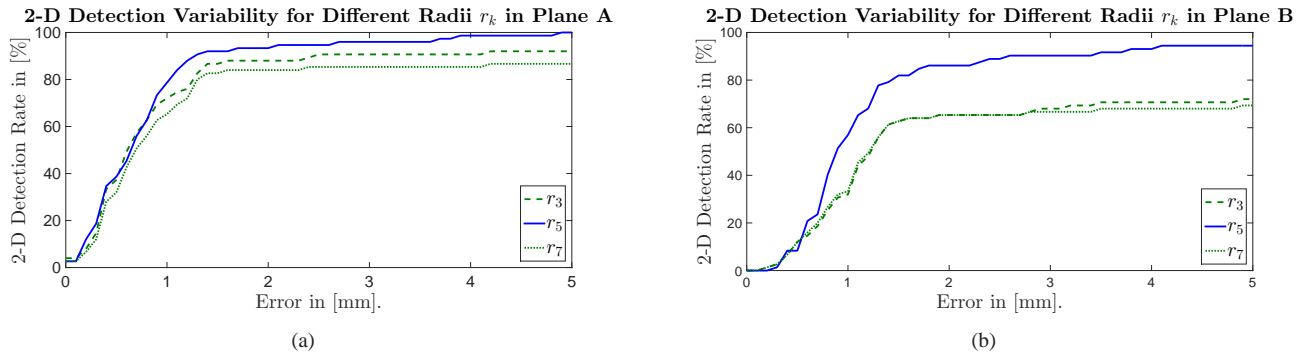 2-D Detection Variability for Different Radii r_k in Plane A
2-D Detection Rate in [%]
100
80
60
40
20
0
0 1 2 3 4 5
Error in [mm].
r_3
r_5
r_7
(a)
2-D Detection Variability for Different Radii r_k in Plane B
2-D Detection Rate in [%]
100
80
60
40
20
0
0 1 2 3 4 5
Error in [mm].
r_3
r_5
r_7
(b)